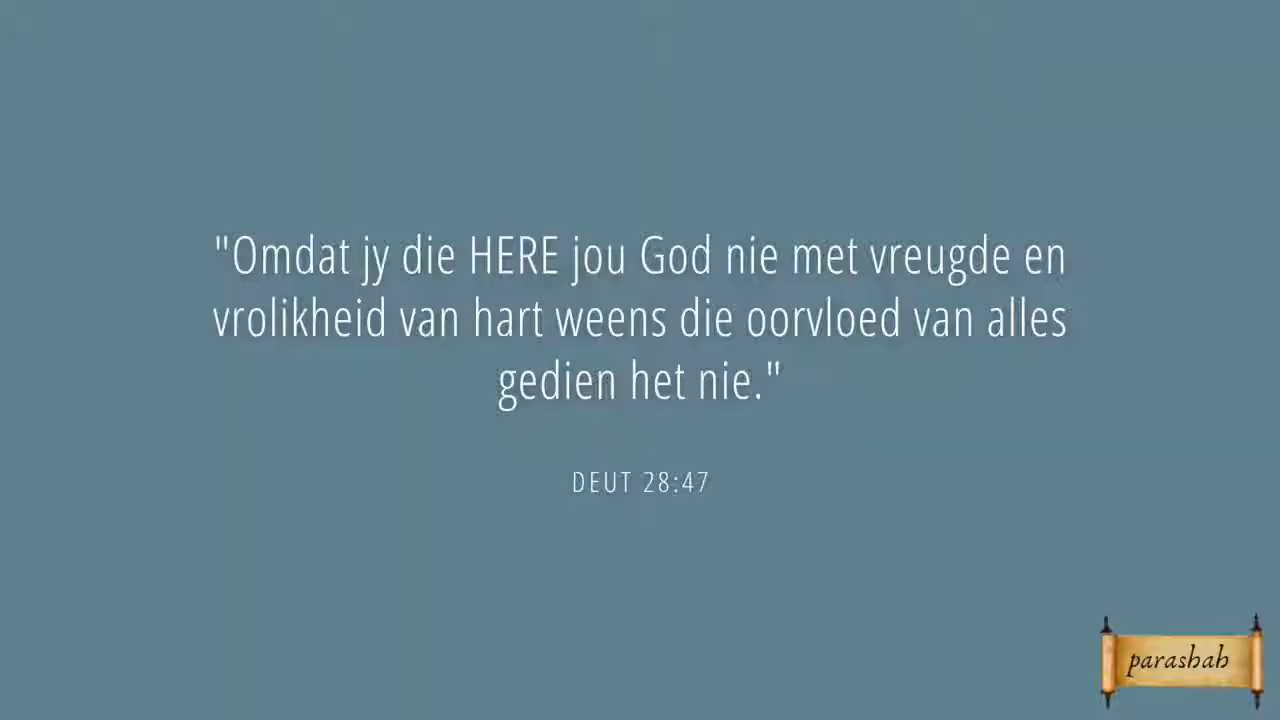 "Omdat jy die HERE jou God nie met vreugde en
vrolikheid van hart weens die oorvloed van alles
gedien het nie."
DEUT 28:47
parashah